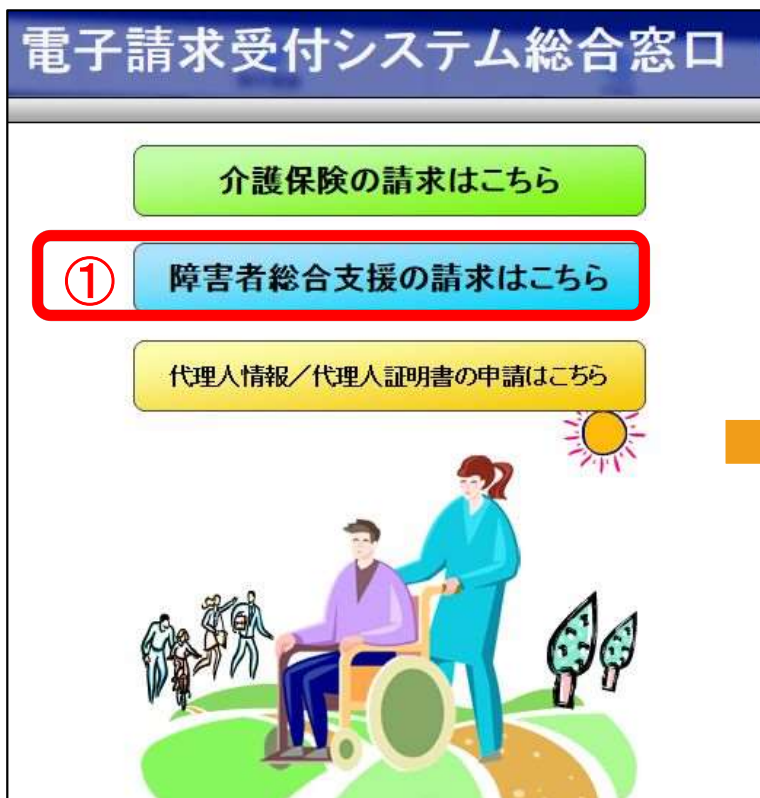 電子請求受付システム総合窓口
介護保険の請求はこちら
① 障害者総合支援の請求はこちら
代理人情報／代理人証明書の申請はこちら